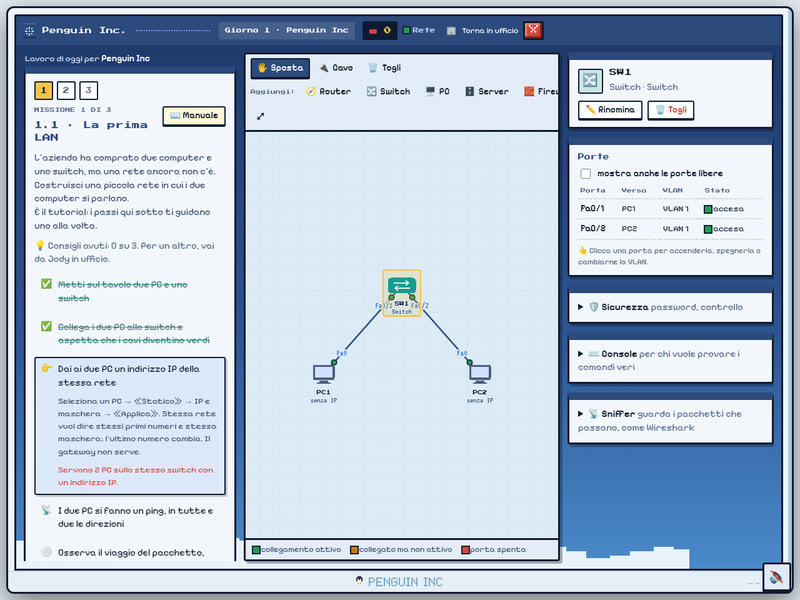 Penguin Inc.
Giorno 1 · Penguin Inc
0
Rete
Torna in ufficio
Lavoro di oggi per Penguin Inc
1 2 3
MISSIONE 1 DI 3
1.1 · La prima LAN
Manuale
L'azienda ha comprato due computer e
uno switch, ma una rete ancora non c'è.
Costruisci una piccola rete in cui i due
computer si parlano.
È il tutorial: i passi qui sotto ti guidano
uno alla volta.
Consigli avuti: 0 su 3. Per un altro, vai
da Jody in ufficio.
Metti sul tavolo due PC e uno
switch
Collega i due PC allo switch e
aspetta che i cavi diventino verdi
Dai ai due PC un indirizzo IP della
stessa rete
Seleziona un PC → «Statico» → IP e
maschera → «Applica». Stessa rete
vuol dire stessi primi numeri e stessa
maschera; l'ultimo numero cambia. Il
gateway non serve.
Servono 2 PC sullo stesso switch con
un indirizzo IP.
I due PC si fanno un ping, in tutte e
due le direzioni
Osserva il viaggio del pacchetto,
Sposta
Cavo
Togli
Aggiungi:
Router
Switch
PC
Server
Firew
Fa0/1
Fa0/2
SW1
Switch
Fa0
Fa0
PC1
senza IP
PC2
senza IP
collegamento attivo
collegato ma non attivo
porta spenta
SW1
Switch · Switch
Rinomina
Togli
Porte
mostra anche le porte libere
Porta Verso VLAN Stato
Fa0/1 PC1 VLAN 1 accesa
Fa0/2 PC2 VLAN 1 accesa
Clicca una porta per accenderla, spegnerla o
cambiarne la VLAN.
Sicurezza password, controllo
Console per chi vuole provare i
comandi veri
Sniffer guarda i pacchetti che
passano, come Wireshark
PENGUIN INC